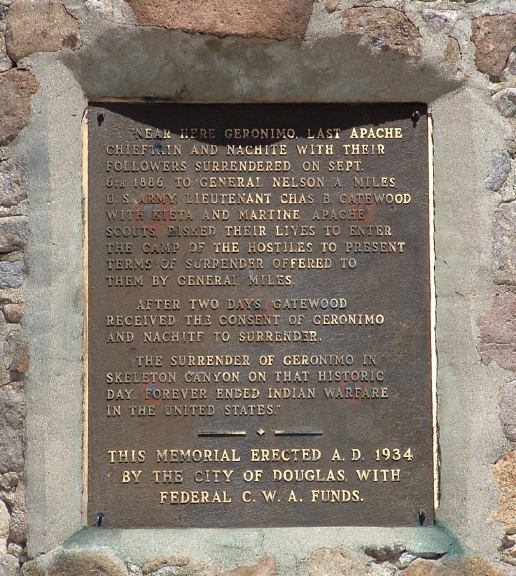 "NEAR HERE GERONIMO, LAST APACHE
CHIEFTAIN AND NACHITE WITH THEIR
FOLLOWERS SURRENDERED, ON SEPT.
6TH 1886, TO GENERAL NELSON A. MILES,
U.S. ARMY, LIEUTENANT CHAS. B. GATEWOOD
WITH KIETA AND MARTINE APACHE
SCOUTS, RISKED THEIR LIVES TO ENTER
THE CAMP OF THE HOSTILES TO PRESENT
TERMS OF SURRENDER OFFERED TO
THEM BY GENERAL MILES.
AFTER TWO DAYS GATEWOOD
RECEIVED THE CONSENT OF GERONIMO
AND NACHITE TO SURRENDER.
THE SURRENDER OF GERONIMO IN
SKELETON CANYON ON THAT HISTORIC
DAY, FOREVER ENDED INDIAN WARFARE
IN THE UNITED STATES."
THIS MEMORIAL ERECTED A. D. 1934
BY THE CITY OF DOUGLAS, WITH
FEDERAL C. W. A. FUNDS.